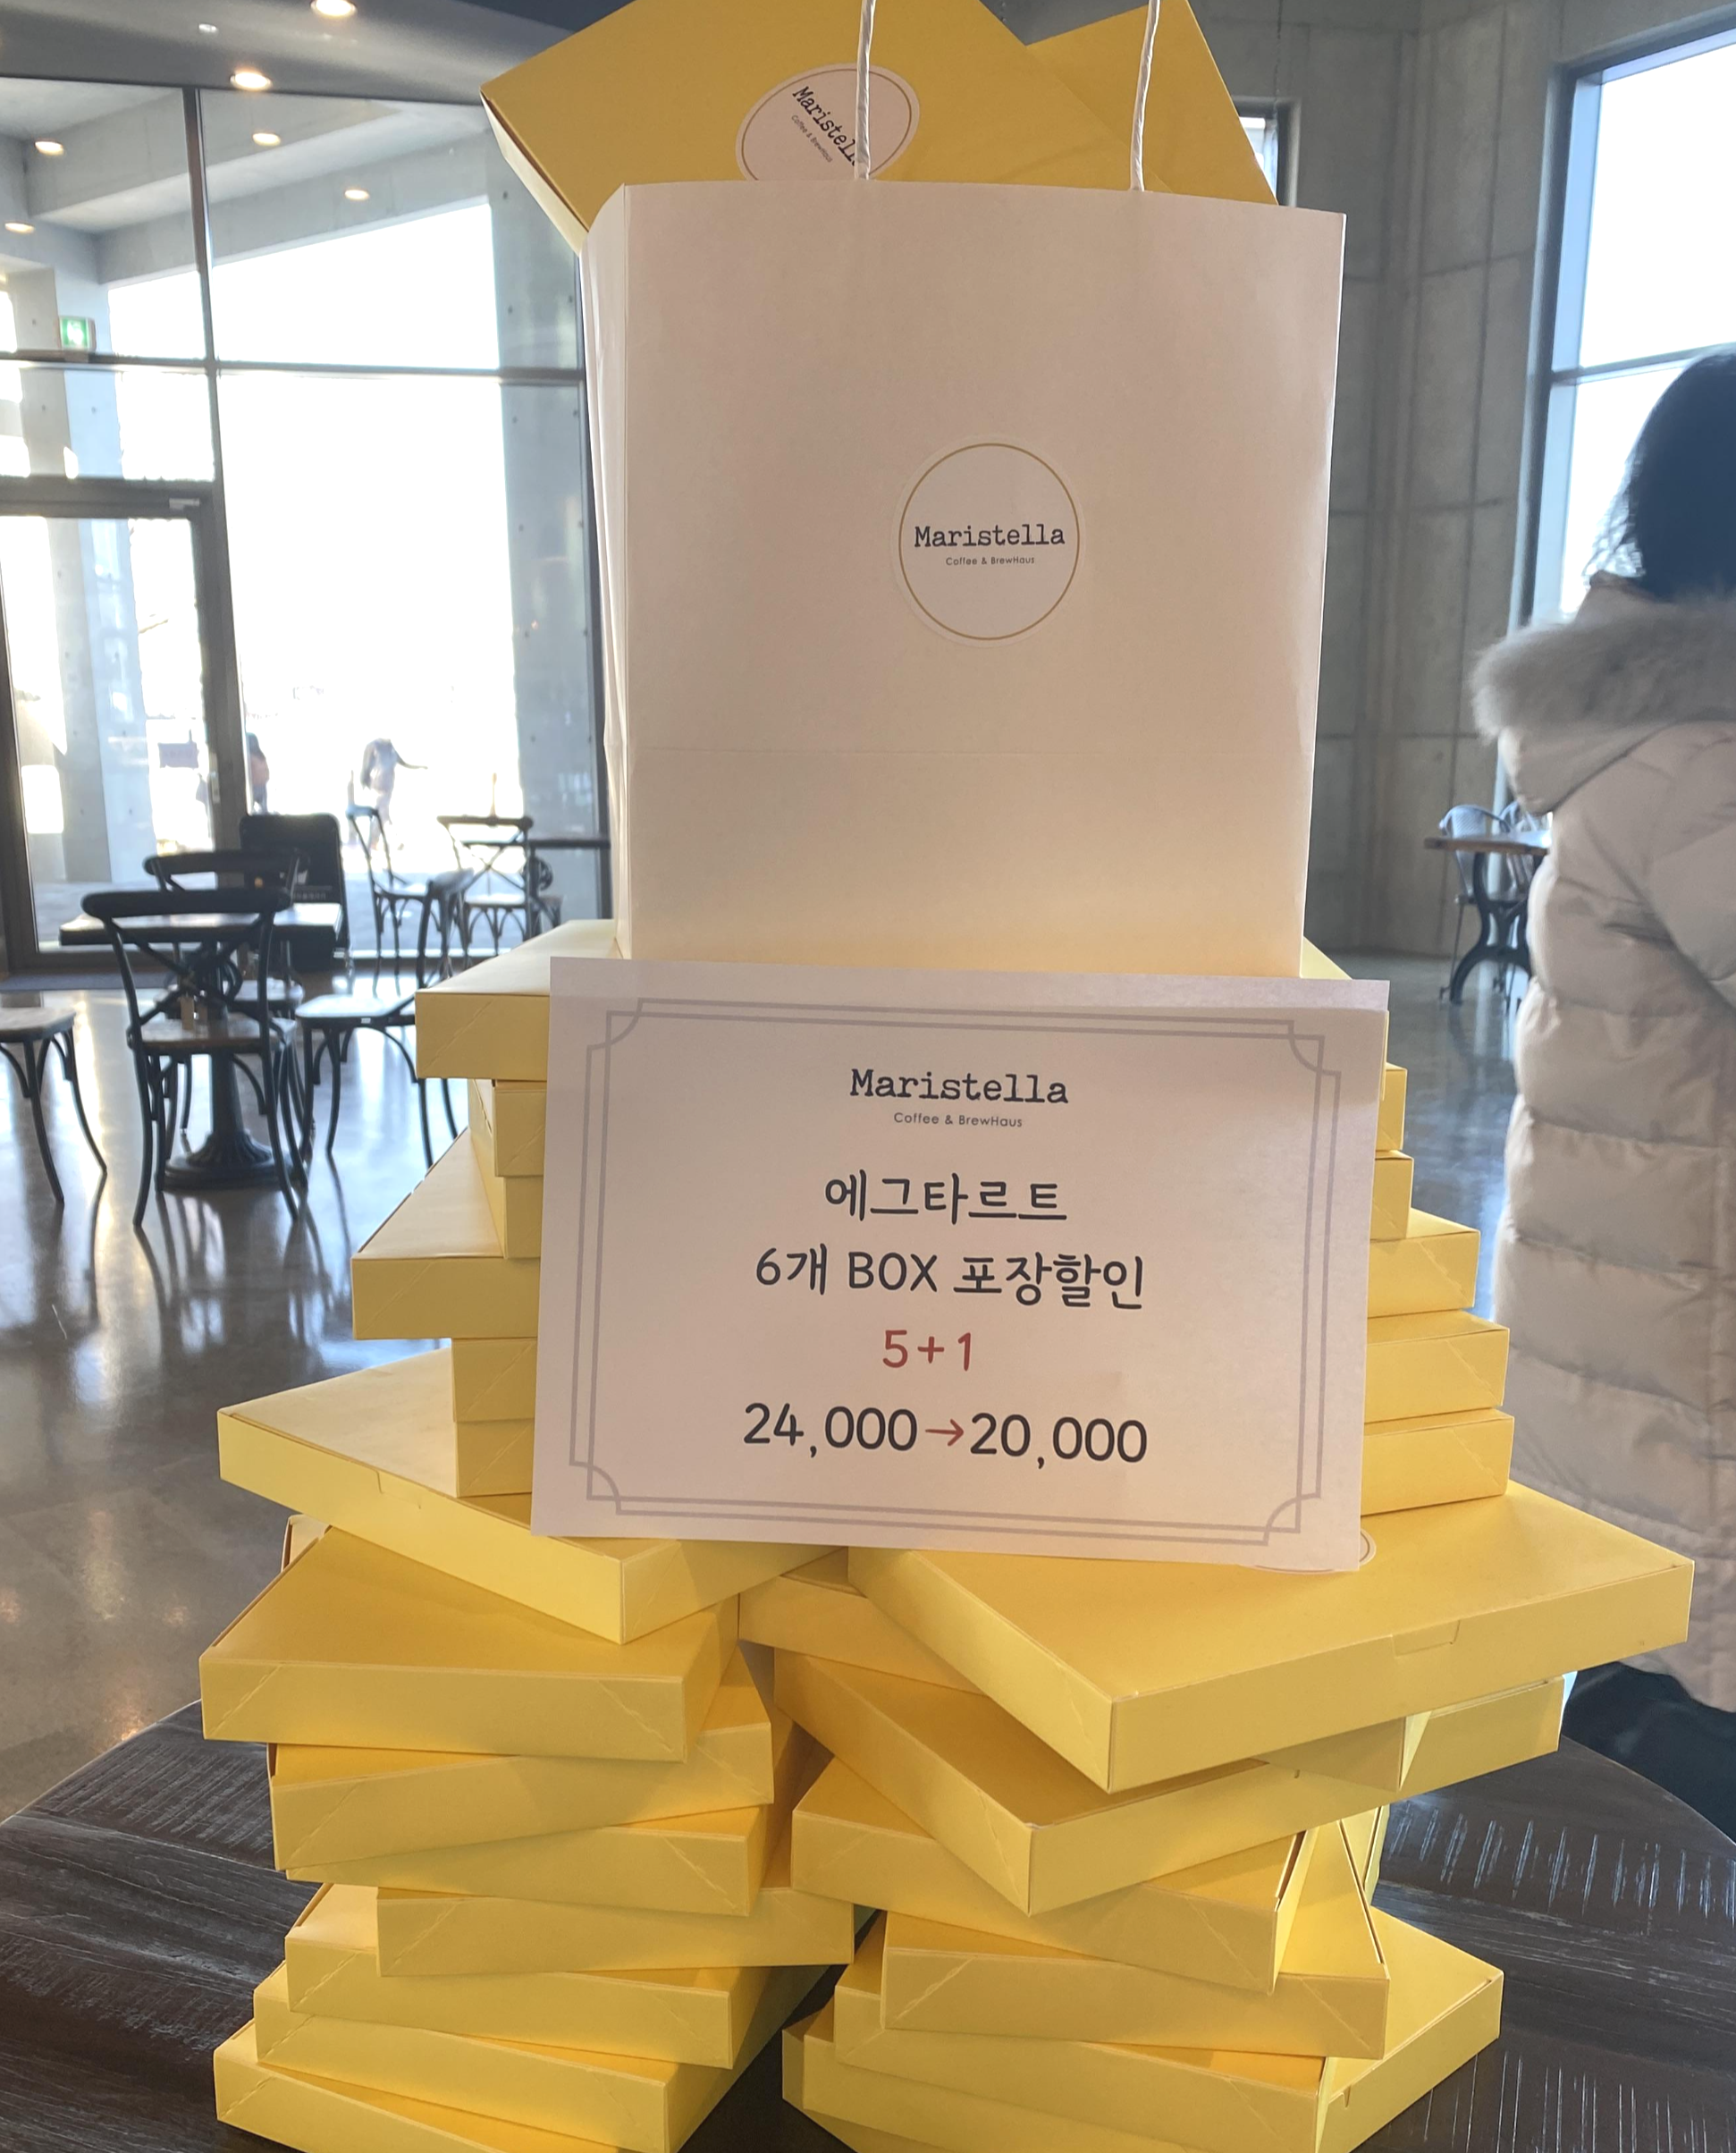 Maristella
Coffee & BrewHaus
Maristella
Coffee & BrewHaus
에그타르트
6개 BOX 포장할인
5+1
24,000→20,000